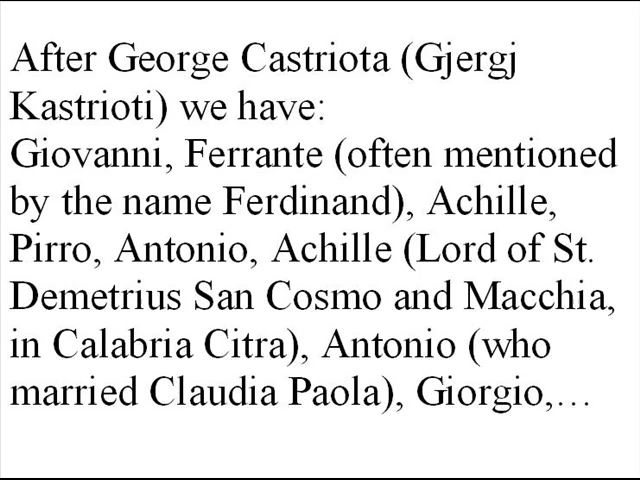 After George Castriota (Gjergj
Kastrioti) we have:
Giovanni, Ferrante (often mentioned
by the name Ferdinand), Achille,
Pirro, Antonio, Achille (Lord of St.
Demetrius San Cosmo and Macchia,
in Calabria Citra), Antonio (who
married Claudia Paola), Giorgio,…